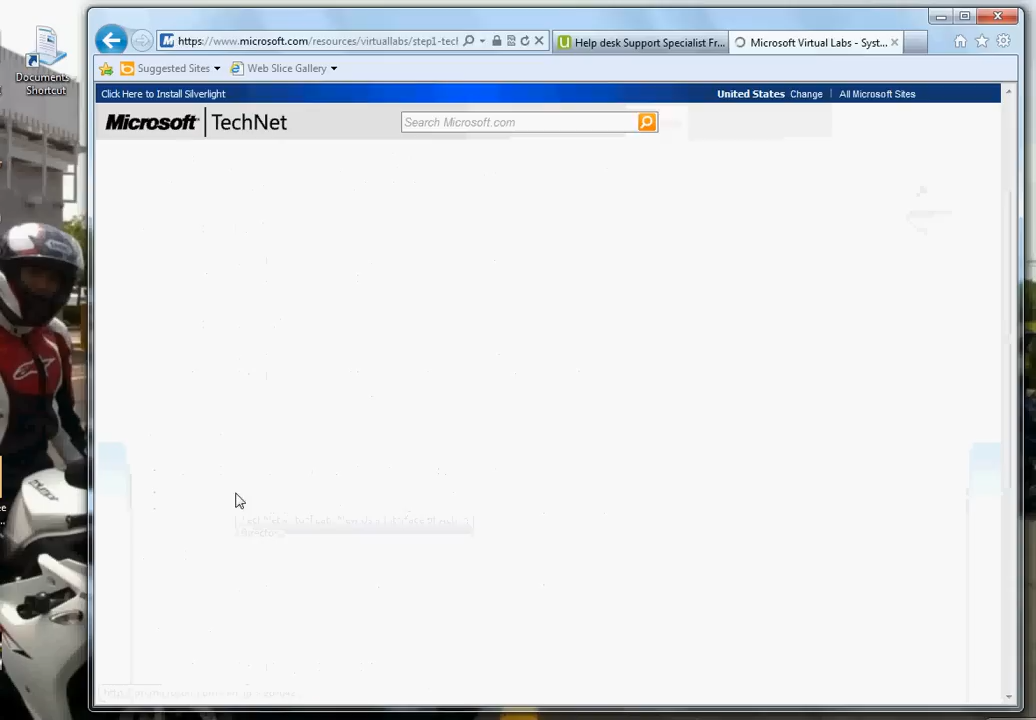 Documents
Shortcut
https://www.microsoft.com/resources/virtuallabs/step1-tecl
Help desk Support Specialist Fr...
Microsoft Virtual Labs - Syst...
Suggested Sites
Web Slice Gallery
Click Here to Install Silverlight
United States Change | All Microsoft Sites
Microsoft | TechNet
Search Microsoft.com